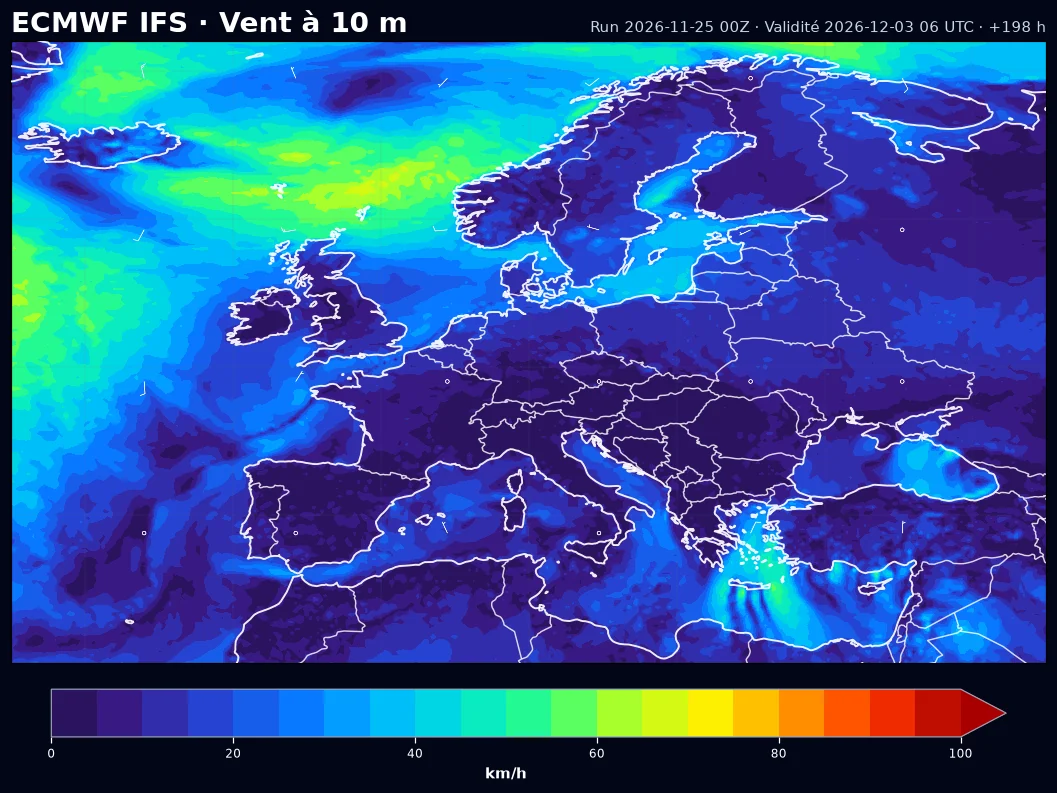 ECMWF IFS · Vent à 10 m
Run 2026-11-25 00Z · Validité 2026-12-03 06 UTC · +198 h
0 20 40 60 80 100
km/h